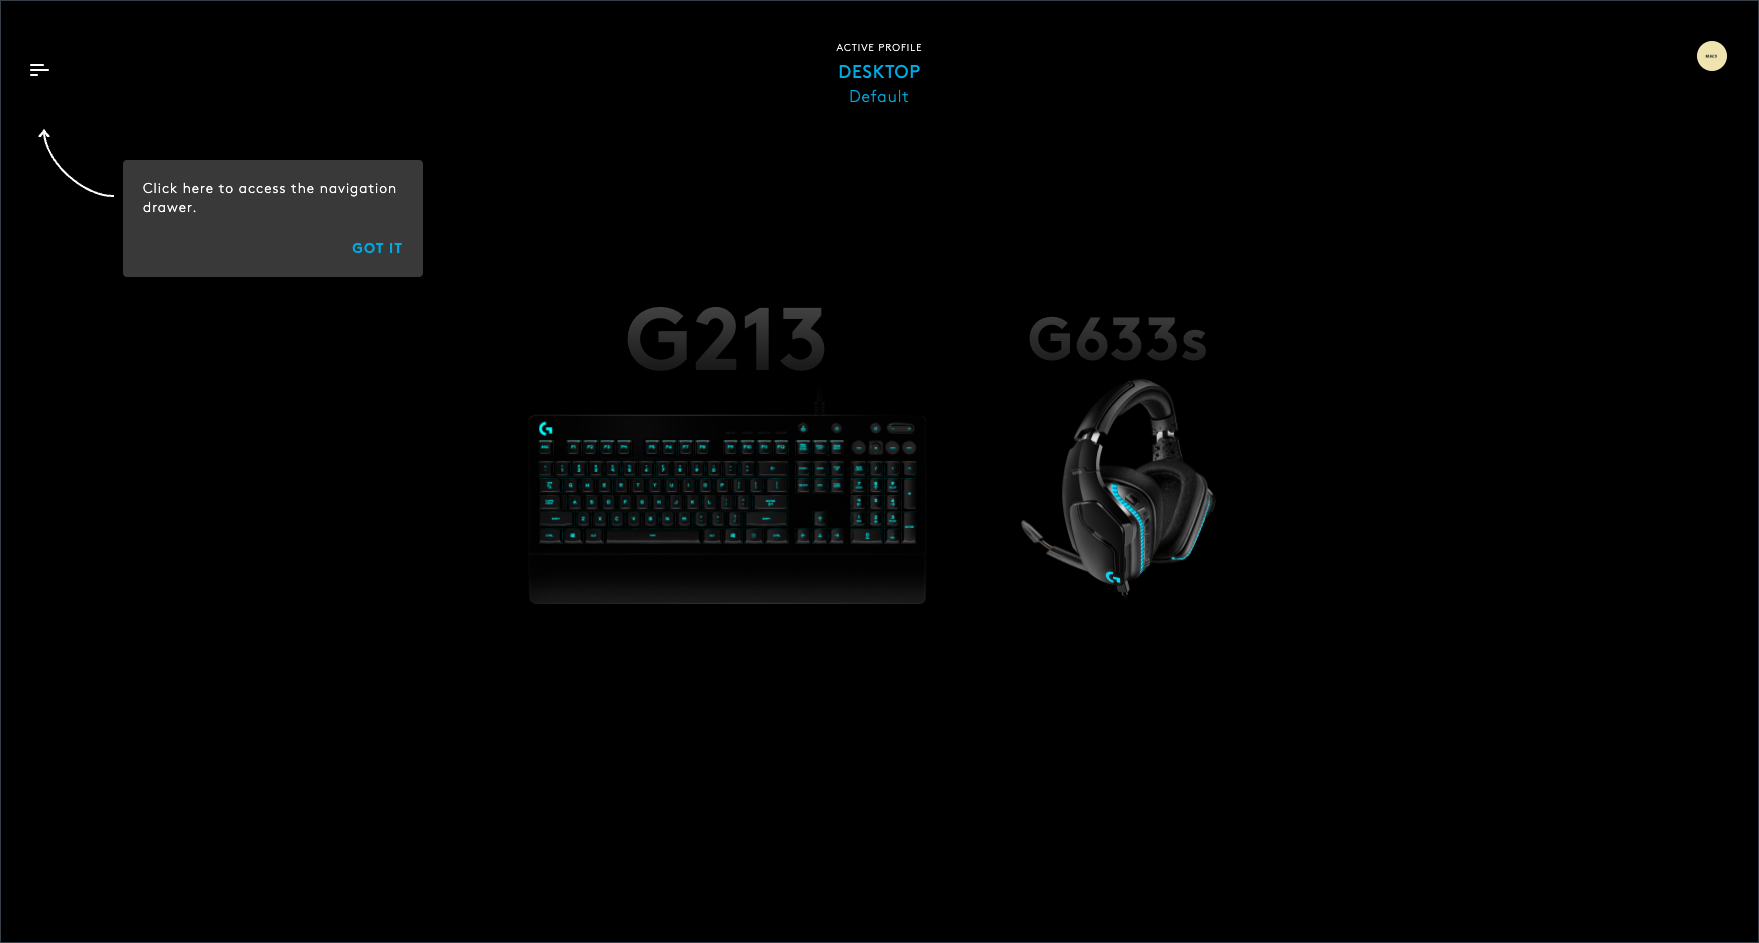 ACTIVE PROFILE
DESKTOP
Default
Click here to access the navigation
drawer.
GOT IT
G213
G633s